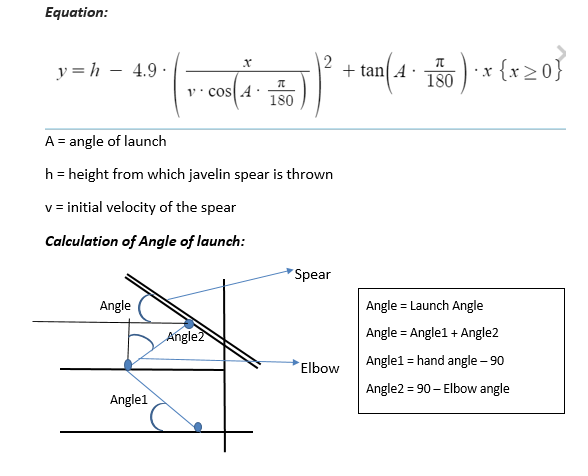 Equation:
y = h − 4.9 · ( x / ( v · cos( A · π/180 ) ) )² + tan( A · π/180 ) · x {x ≥ 0}
A = angle of launch
h = height from which javelin spear is thrown
v = initial velocity of the spear
Calculation of Angle of launch:
Spear
Angle
Angle2
Elbow
Angle1
Angle = Launch Angle
Angle = Angle1 + Angle2
Angle1 = hand angle – 90
Angle2 = 90 – Elbow angle